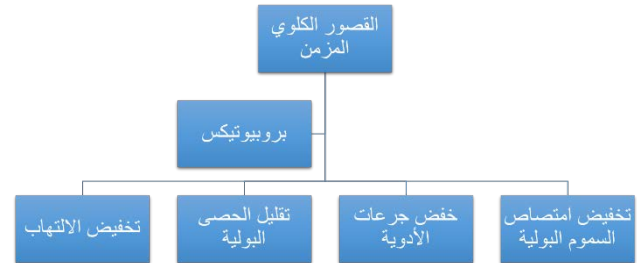 القصور الكلوي
المزمن
بروبيوتيكس
تخفيض امتصاص
السموم البولية
خفض جرعات
الأدوية
تقليل الحصى
البولية
تخفيض الالتهاب